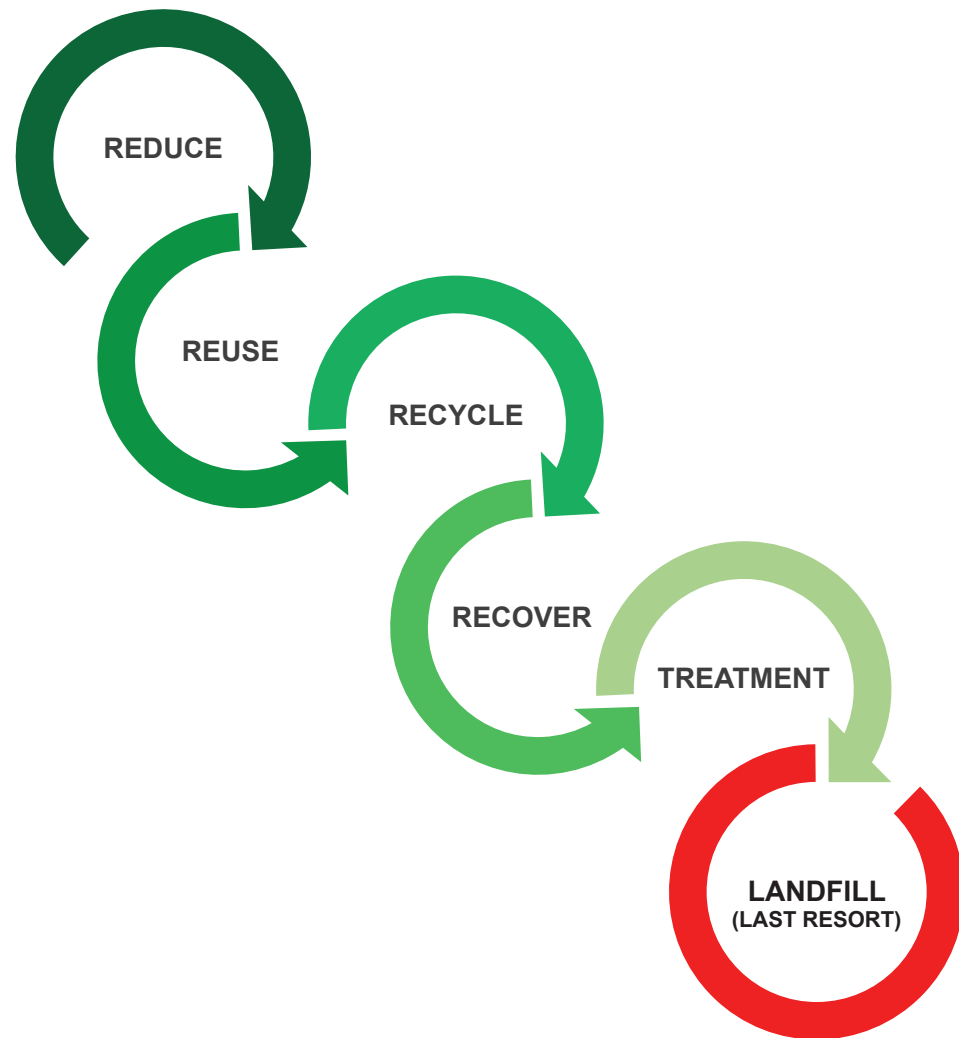 REDUCE
REUSE
RECYCLE
RECOVER
TREATMENT
LANDFILL
(LAST RESORT)